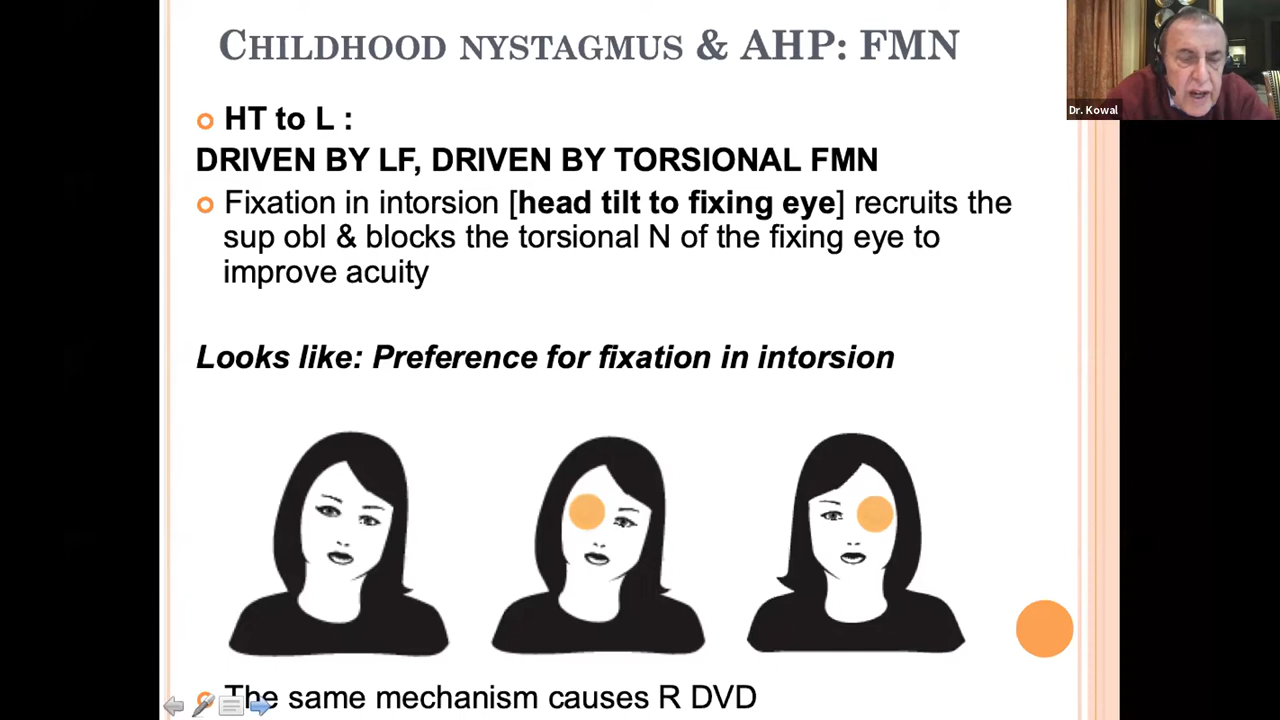 CHILDHOOD NYSTAGMUS & AHP: FMN
Dr. Kowal
HT to L :
DRIVEN BY LF, DRIVEN BY TORSIONAL FMN
Fixation in intorsion [head tilt to fixing eye] recruits the
sup obl & blocks the torsional N of the fixing eye to
improve acuity
Looks like: Preference for fixation in intorsion
The same mechanism causes R DVD